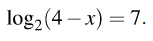 log₂(4 − x) = 7.